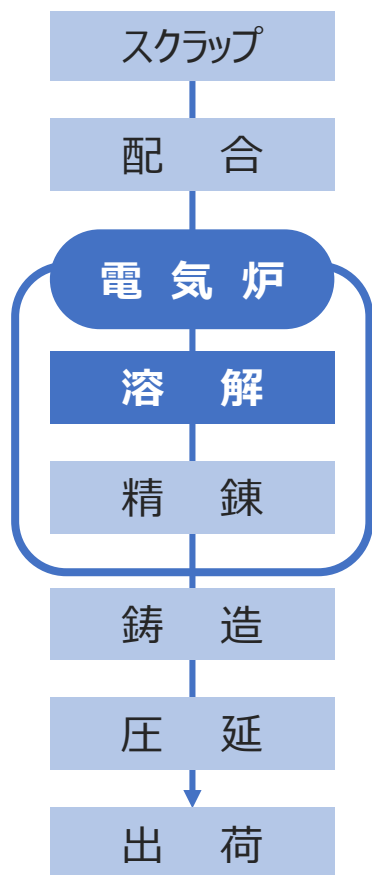 スクラップ
配　合
電 気 炉
溶　解
精　錬
鋳　造
圧　延
出　荷